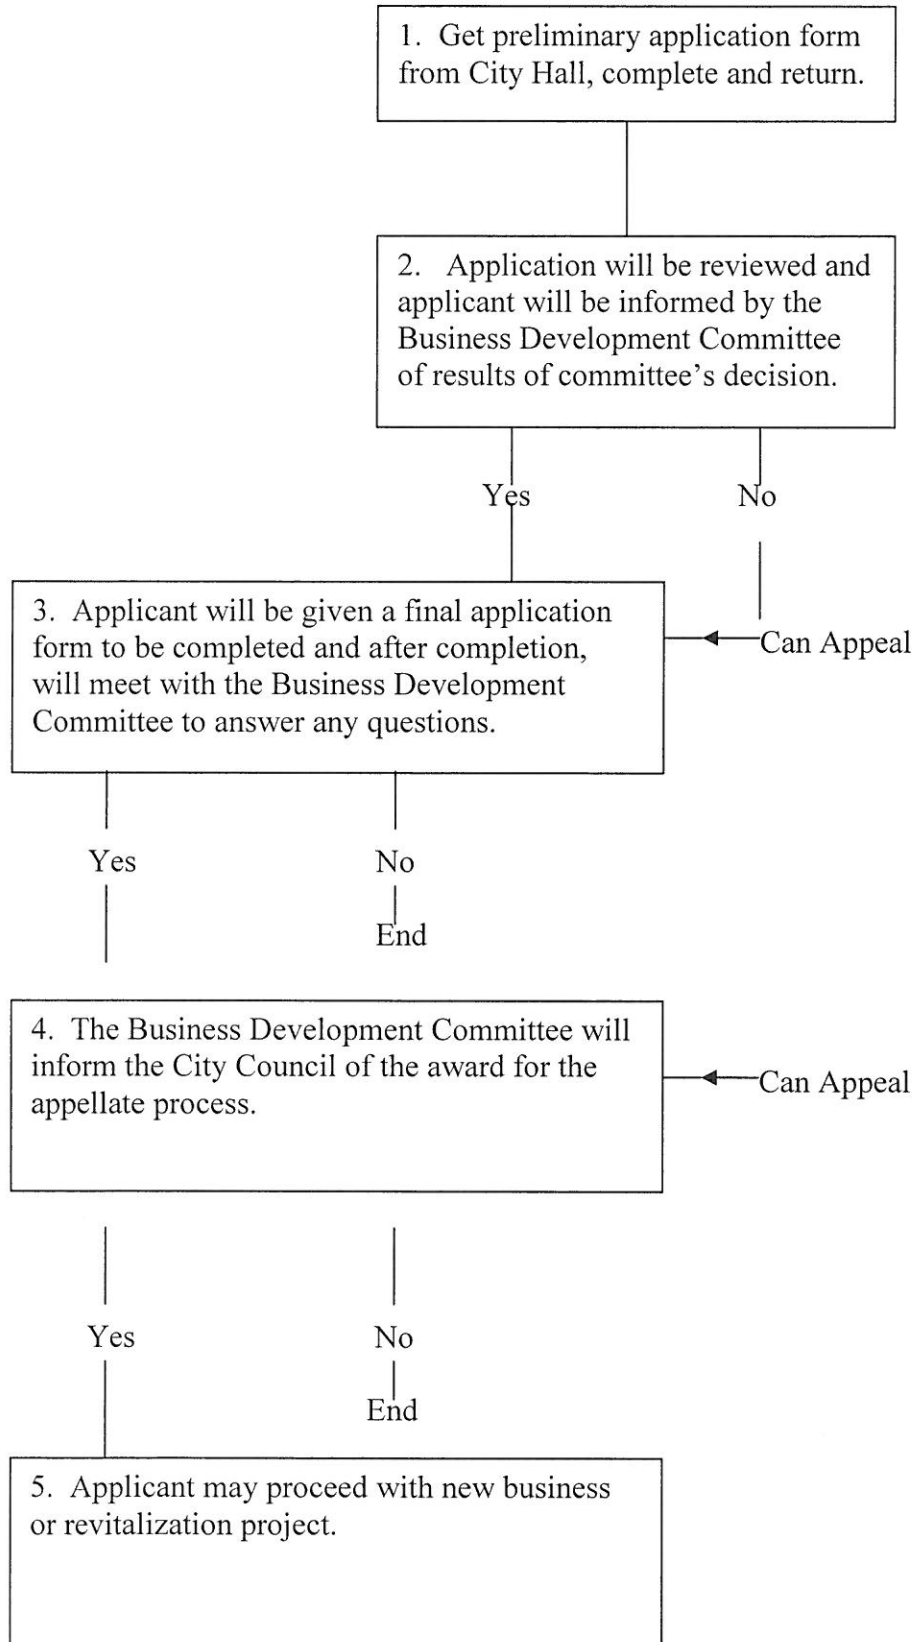 1. Get preliminary application form
from City Hall, complete and return.
2. Application will be reviewed and
applicant will be informed by the
Business Development Committee
of results of committee's decision.
Yes
No
3. Applicant will be given a final application
form to be completed and after completion,
will meet with the Business Development
Committee to answer any questions.
Can Appeal
Yes
No
End
4. The Business Development Committee will
inform the City Council of the award for the
appellate process.
Can Appeal
Yes
No
End
5. Applicant may proceed with new business
or revitalization project.